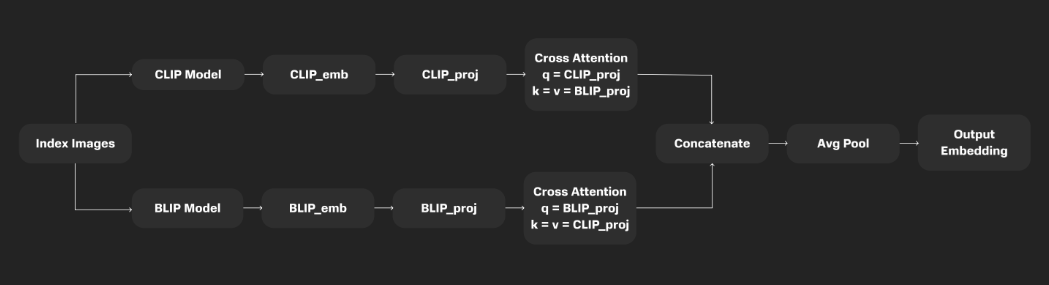 Index Images
CLIP Model
CLIP_emb
CLIP_proj
Cross Attention
q = CLIP_proj
k = v = BLIP_proj
BLIP Model
BLIP_emb
BLIP_proj
Cross Attention
q = BLIP_proj
k = v = CLIP_proj
Concatenate
Avg Pool
Output
Embedding